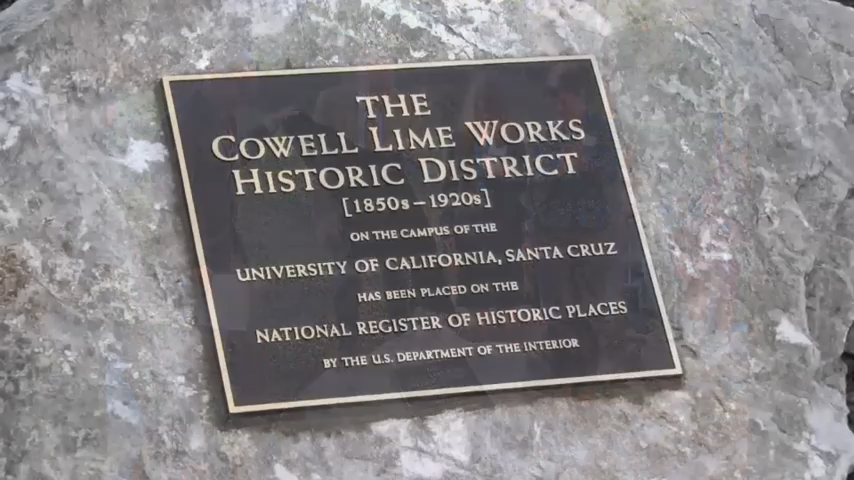 THE
COWELL LIME WORKS
HISTORIC DISTRICT
[1850s–1920s]
ON THE CAMPUS OF THE
UNIVERSITY OF CALIFORNIA, SANTA CRUZ
HAS BEEN PLACED ON THE
NATIONAL REGISTER OF HISTORIC PLACES
BY THE U.S. DEPARTMENT OF THE INTERIOR